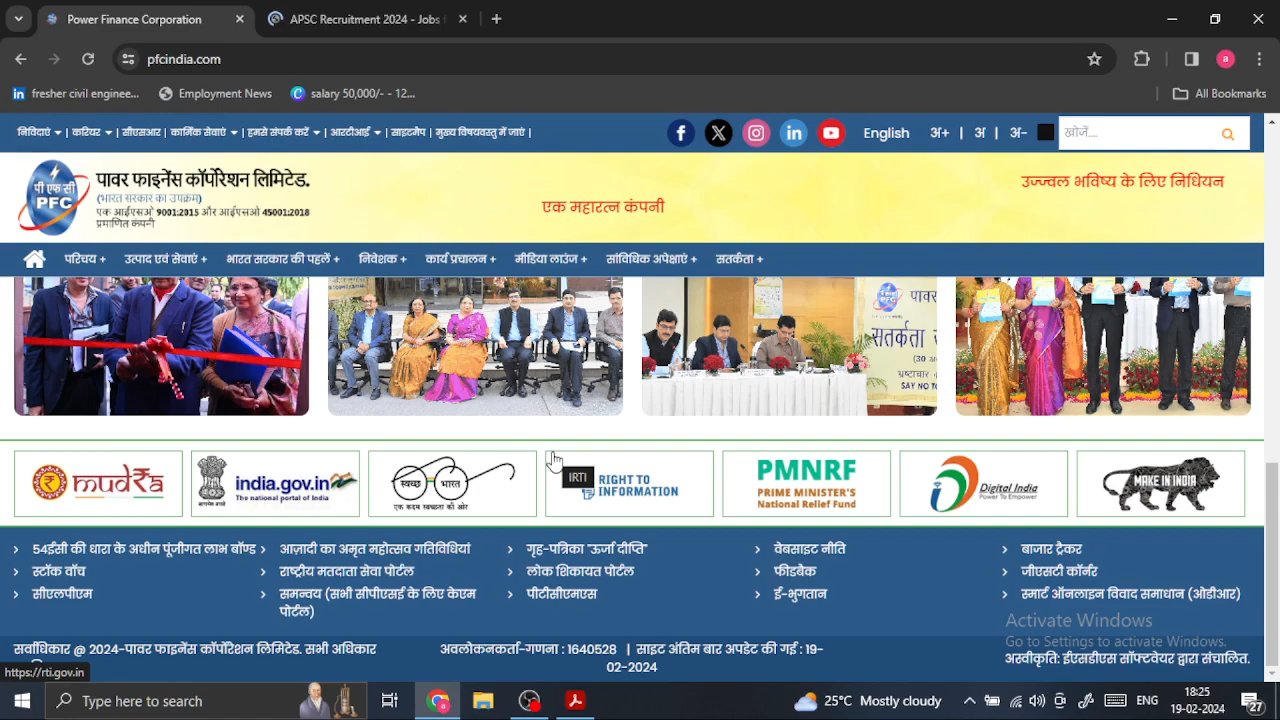 Power Finance Corporation
APSC Recruitment 2024 - Jobs f
pfcindia.com
a
fresher civil enginee...
Employment News
salary 50,000/- - 12...
All Bookmarks
निविदाएं
| करियर
| सीएसआर
| कार्मिक सेवाएं
| हमसे संपर्क करें
| आरटीआई
| साइटमैप
| मुख्य विषयवस्तु में जाएं |
English
अ+ | अ | अ-
खोजें....
पी एफ सी
PFC
पावर फाइनेंस कॉर्पोरेशन लिमिटेड.
(भारत सरकार का उपक्रम)
एक आईएसओ 9001:2015 और आईएसओ 45001:2018
प्रमाणित कंपनी
एक महारत्न कंपनी
उज्ज्वल भविष्य के लिए निधियन
परिचय +
उत्पाद एवं सेवाएं +
भारत सरकार की पहलें +
निवेशक +
कार्य प्रचालन +
मीडिया लाउंज +
सांविधिक अपेक्षाएं +
सतर्कता +
पावर
सतर्कता
(30 अ
भ्रष्टाचार का
SAY NO TO
mudra
india.gov.in
The national portal of India
स्वच्छ भारत
एक कदम स्वच्छता की ओर
RTI
RIGHT TO
INFORMATION
PMNRF
PRIME MINISTER'S
National Relief Fund
Digital India
Power To Empower
MAKE IN INDIA
54ईसी की धारा के अधीन पूंजीगत लाभ बॉण्ड
आज़ादी का अमृत महोत्सव गतिविधियां
गृह-पत्रिका "ऊर्जा दीप्ति"
वेबसाइट नीति
बाजार ट्रैकर
स्टॉक वॉच
राष्ट्रीय मतदाता सेवा पोर्टल
लोक शिकायत पोर्टल
फीडबैक
जीएसटी कॉर्नर
सीएलपीएम
समन्वय (सभी सीपीएसई के लिए केएम
पोर्टल)
पीटीसीएमएस
ई-भुगतान
स्मार्ट ऑनलाइन विवाद समाधान (ओडीआर)
Activate Windows
Go to Settings to activate Windows.
सर्वाधिकार @ 2024-पावर फाइनेंस कॉर्पोरेशन लिमिटेड. सभी अधिकार
अवलोकनकर्ता-गणना : 1640528 | साइट अंतिम बार अपडेट की गई : 19-
02-2024
अस्वीकृति: ईएसडीएस सॉफ्टवेयर द्वारा संचालित.
https://rti.gov.in
Type here to search
25°C Mostly cloudy
ENG
18:25
19-02-2024
27